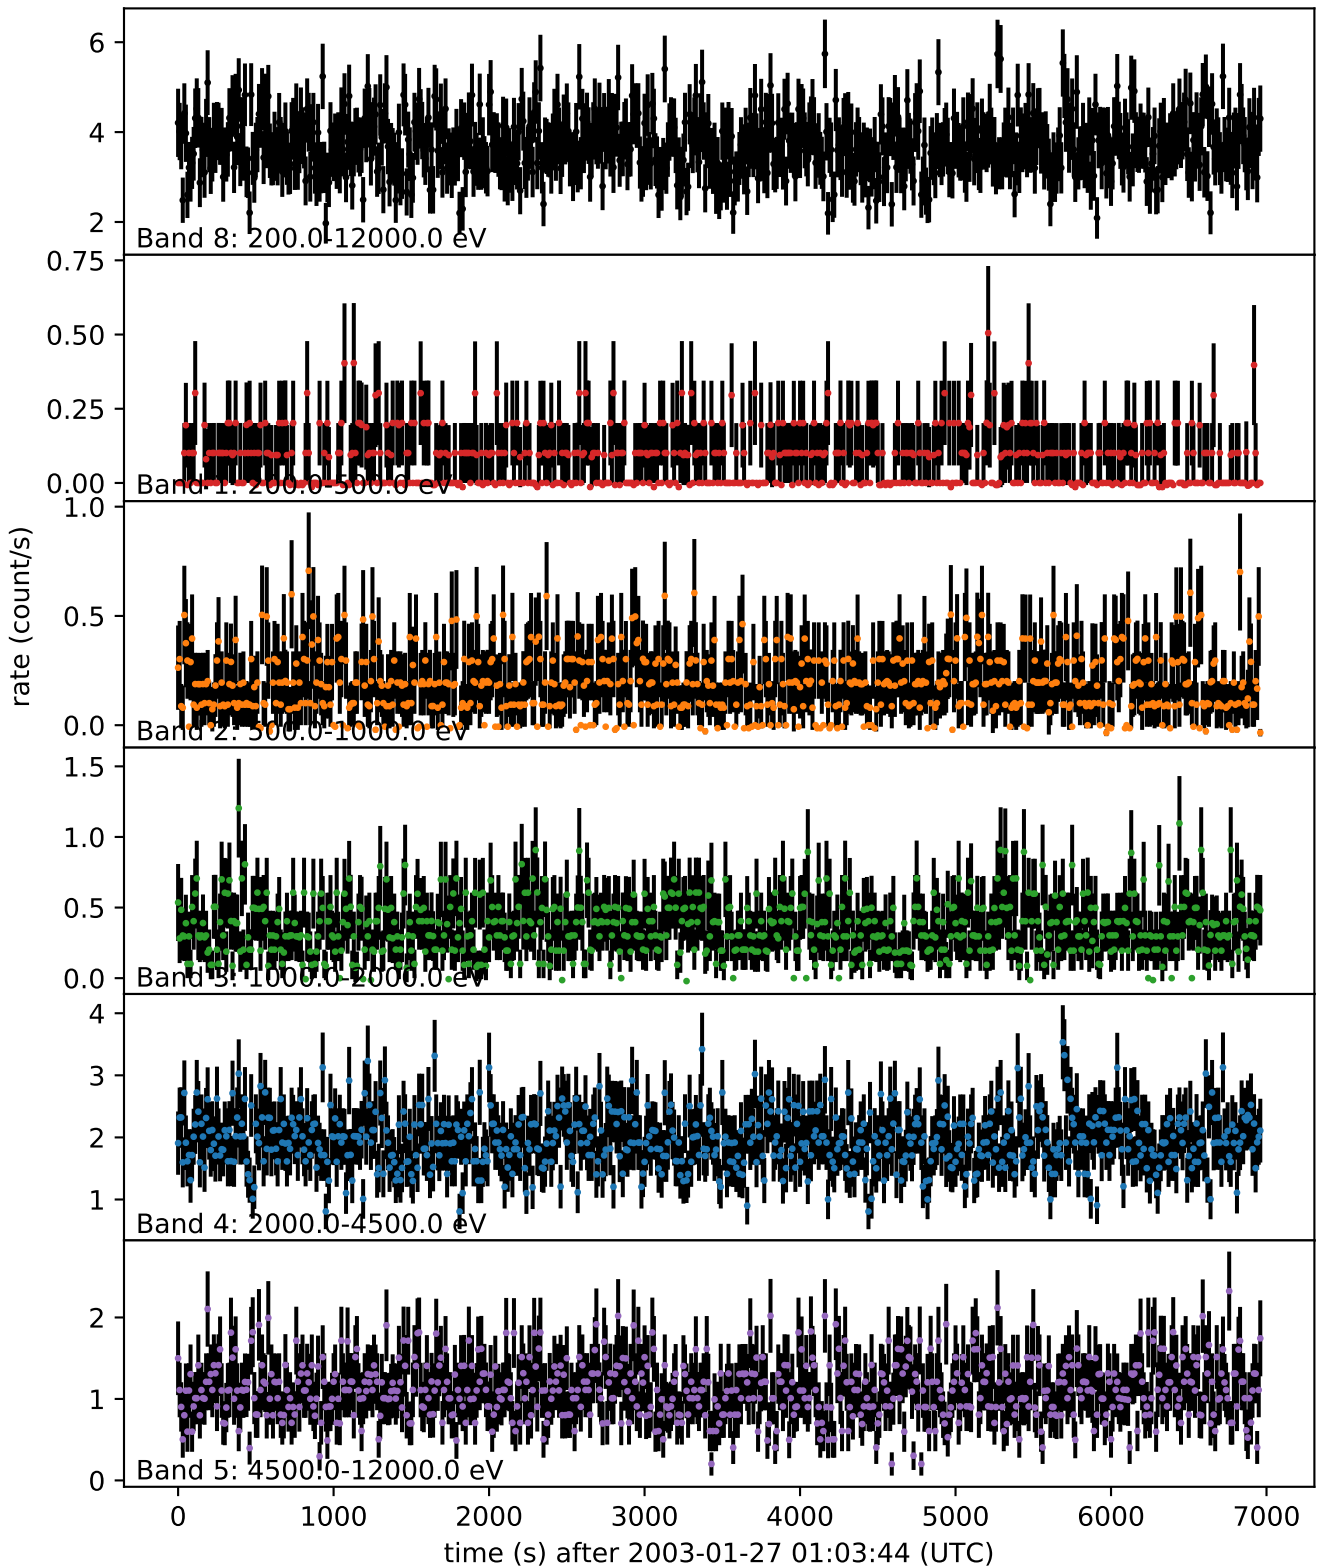 6
4
2
Band 8: 200.0-12000.0 eV
0.75
0.50
0.25
0.00
Band 1: 200.0-500.0 eV
1.0
0.5
0.0
Band 2: 500.0-1000.0 eV
1.5
1.0
0.5
0.0
Band 3: 1000.0-2000.0 eV
4
3
2
1
Band 4: 2000.0-4500.0 eV
2
1
0
Band 5: 4500.0-12000.0 eV
rate (count/s)
0 1000 2000 3000 4000 5000 6000 7000
time (s) after 2003-01-27 01:03:44 (UTC)